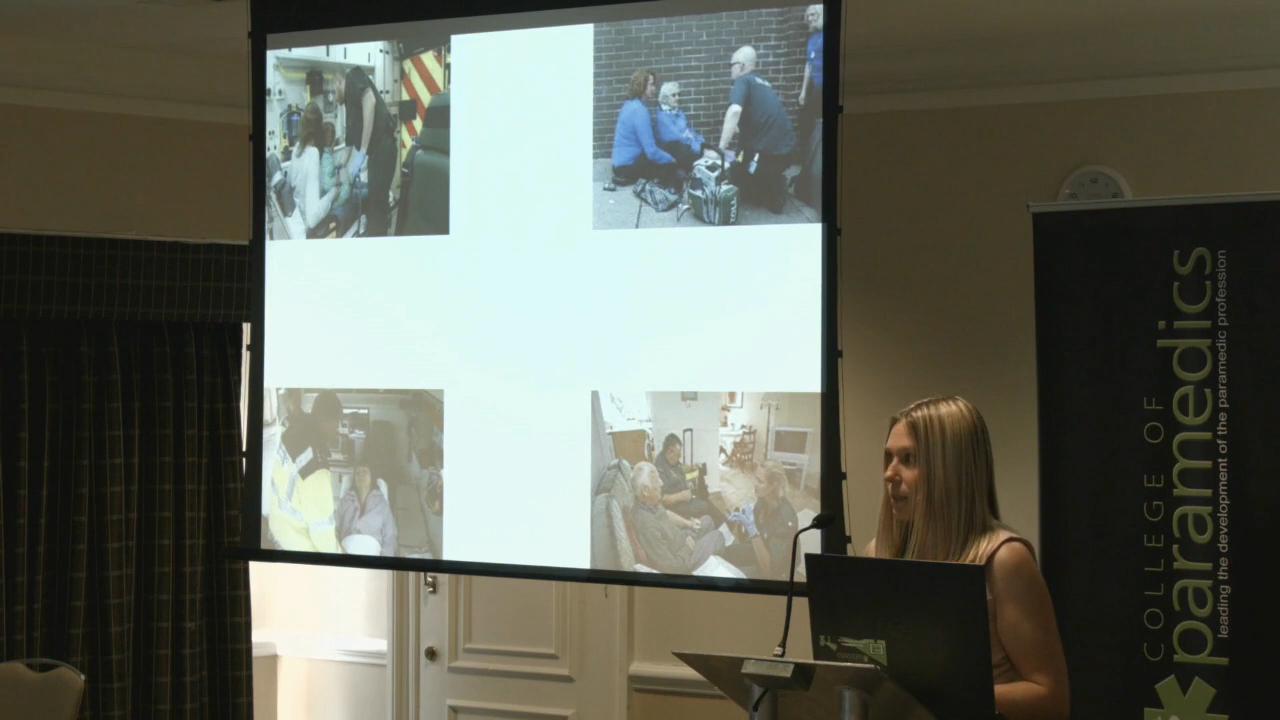 COLLEGE OF
paramedics
leading the development of the paramedic profession